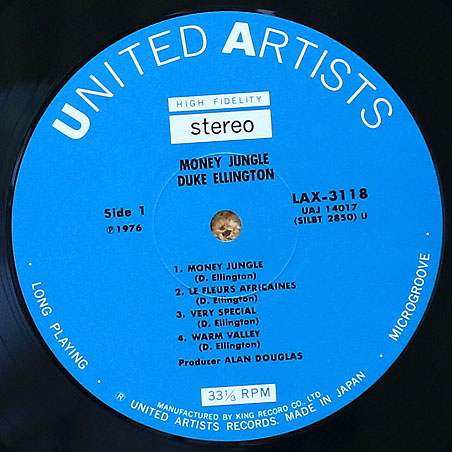 UNITED ARTISTS
HIGH FIDELITY
stereo
MONEY JUNGLE
DUKE ELLINGTON
Side 1
℗ 1976
LAX-3118
UAJ 14017
(SILBT 2850) U
1. MONEY JUNGLE
(D. Ellington)
2. LE FLEURS AFRICAINES
(D. Ellington)
3. VERY SPECIAL
(D. Ellington)
4. WARM VALLEY
(D. Ellington)
Producer ALAN DOUGLAS
33⅓ RPM
· LONG PLAYING ·
· MICROGROOVE ·
MANUFACTURED BY KING RECORD CO., LTD.
® UNITED ARTISTS RECORDS. MADE IN JAPAN